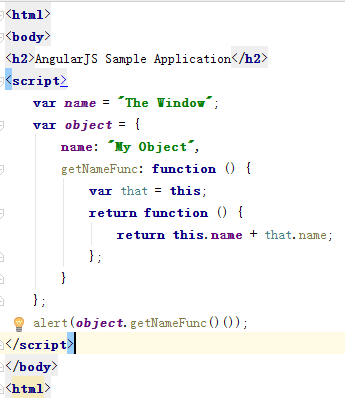 <html>
<body>
<h2>AngularJS Sample Application</h2>
<script>
var name = "The Window";
var object = {
name: "My Object",
getNameFunc: function () {
var that = this;
return function () {
return this.name + that.name;
};
}
};
alert(object.getNameFunc()());
</script>
</body>
<html>